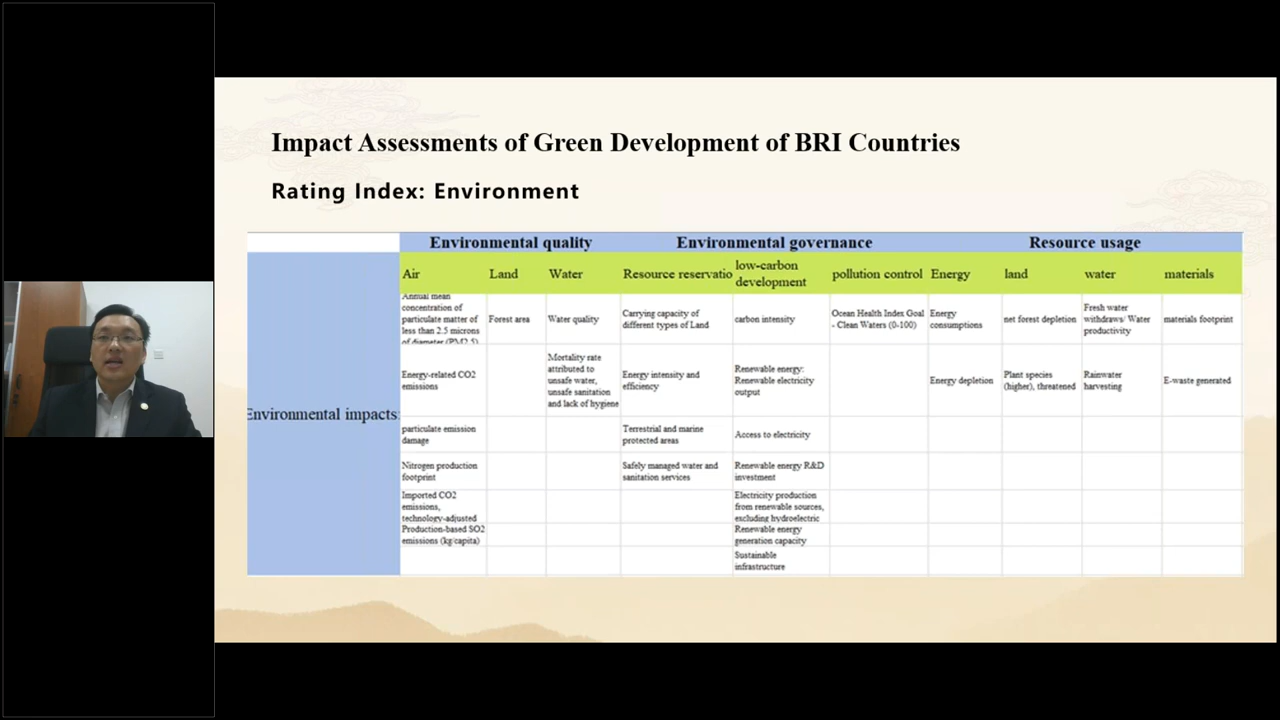 Impact Assessments of Green Development of BRI Countries
Rating Index: Environment
Environmental quality
Environmental governance
Resource usage
Air
Land
Water
Resource reservatio
low-carbon
development
pollution control
Energy
land
water
materials
Environmental impacts:
Annual mean
concentration of
particulate matter of
less than 2.5 microns
of diameter (PM2.5)
Forest area
Water quality
Carrying capacity of
different types of Land
carbon intensity
Ocean Health Index Goal
- Clean Waters (0-100)
Energy
consumptions
net forest depletion
Fresh water
withdraws/ Water
productivity
materials footprint
Energy-related CO2
emissions
Mortality rate
attributed to
unsafe water,
unsafe sanitation
and lack of hygiene
Energy intensity and
efficiency
Renewable energy:
Renewable electricity
output
Energy depletion
Plant species
(higher), threatened
Rainwater
harvesting
E-waste generated
particulate emission
damage
Terrestrial and marine
protected areas
Access to electricity
Nitrogen production
footprint
Safely managed water and
sanitation services
Renewable energy R&D
investment
Imported CO2
emissions,
technology-adjusted
Electricity production
from renewable sources,
excluding hydroelectric
Production-based SO2
emissions (kg/capita)
Renewable energy
generation capacity
Sustainable
infrastructure